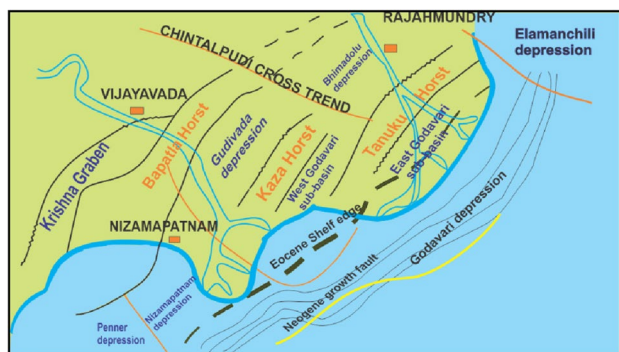 RAJAHMUNDRY
Elamanchili
depression
CHINTALPUDI CROSS TREND
Bhimadolu
depression
VIJAYAVADA
Bapatla Horst
Gudivada
depression
Kaza Horst
Tanuku Horst
West Godavari
sub-basin
East Godavari
sub-basin
Krishna Graben
NIZAMAPATNAM
Eocene Shelf edge
Godavari depression
Neogene growth fault
Nizamapatnam
depression
Penner
depression